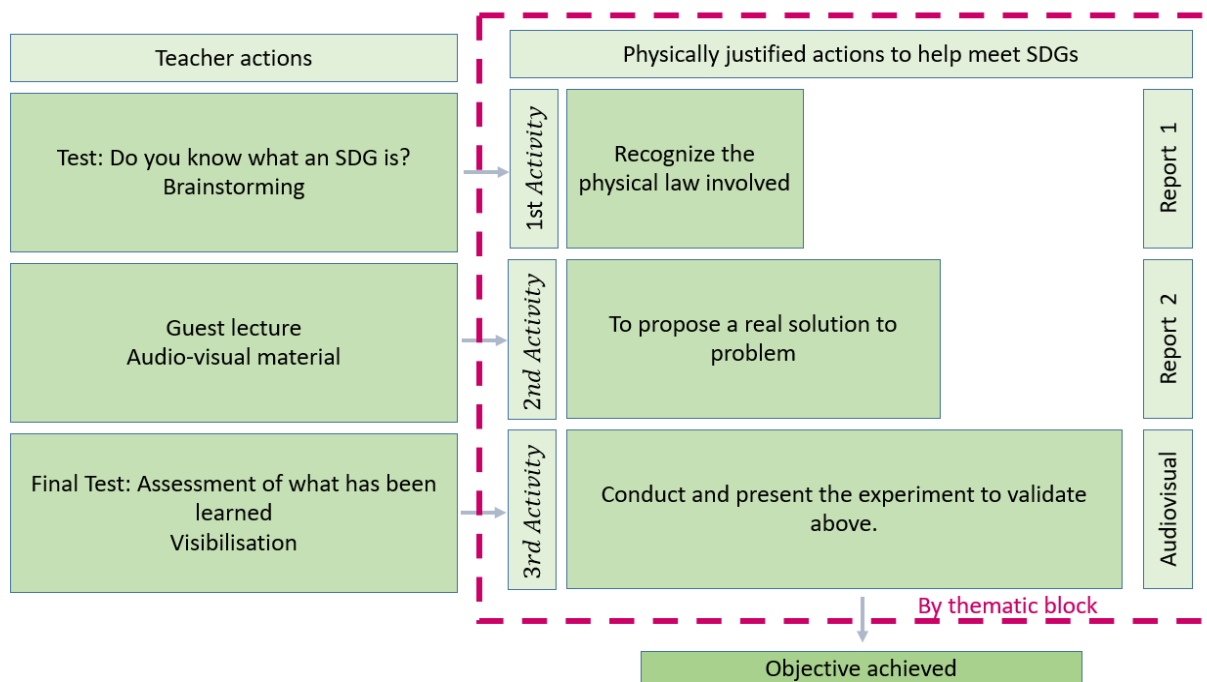 Teacher actions
Physically justified actions to help meet SDGs
Test: Do you know what an SDG is?
Brainstorming
1st Activity
Recognize the
physical law involved
Report 1
Guest lecture
Audio-visual material
2nd Activity
To propose a real solution to
problem
Report 2
Final Test: Assessment of what has been
learned
Visibilisation
3rd Activity
Conduct and present the experiment to validate
above.
Audiovisual
By thematic block
Objective achieved